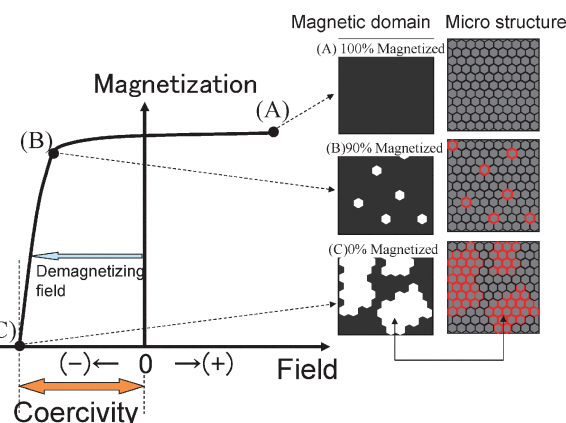 Magnetic domain Micro structure
(A) 100% Magnetized
Magnetization
(A)
(B)
(B)90% Magnetized
(C)0% Magnetized
Demagnetizing
field
C)
(-)← 0 →(+) Field
Coercivity